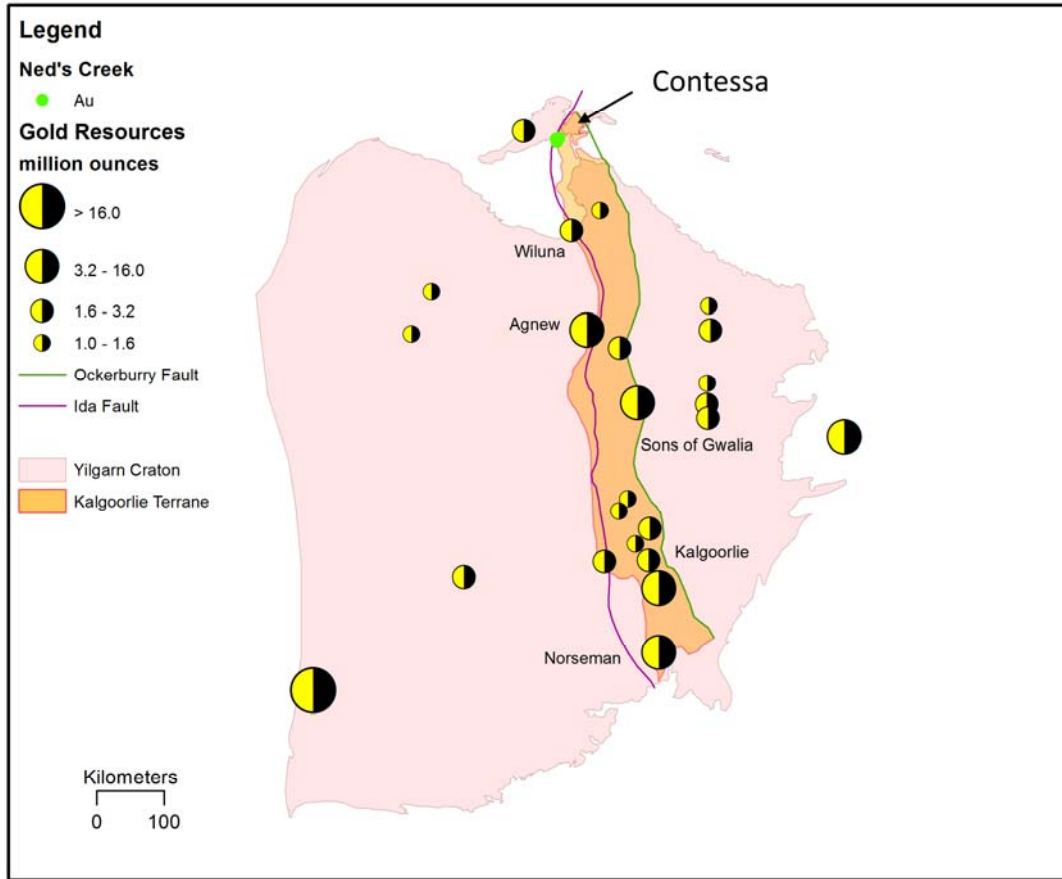 Legend
Ned's Creek
Au
Gold Resources
million ounces
> 16.0
3.2 - 16.0
1.6 - 3.2
1.0 - 1.6
Ockerburry Fault
Ida Fault
Yilgarn Craton
Kalgoorlie Terrane
Contessa
Wiluna
Agnew
Sons of Gwalia
Kalgoorlie
Norseman
Kilometers
0 100